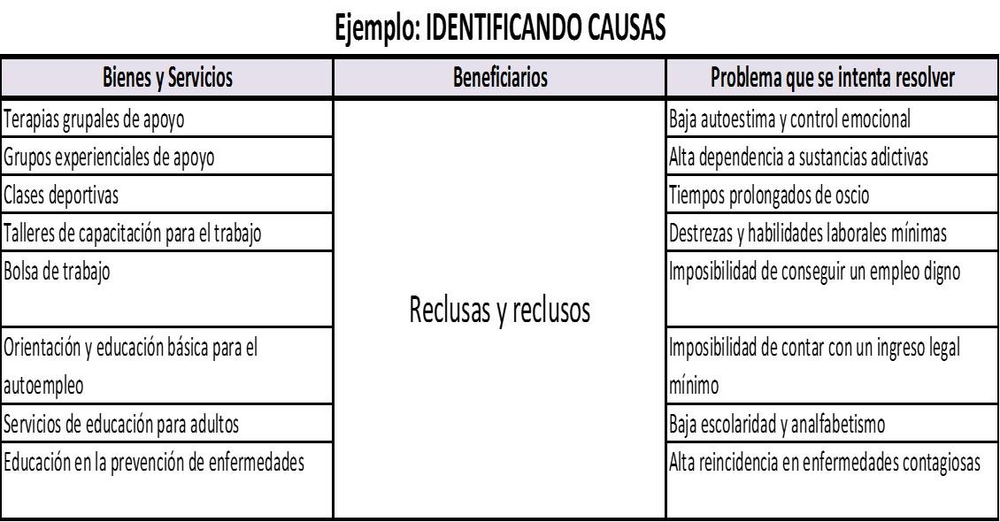 Ejemplo: IDENTIFICANDO CAUSAS
Bienes y Servicios Beneficiarios Problema que se intenta resolver
Terapias grupales de apoyo Baja autoestima y control emocional
Grupos experienciales de apoyo Alta dependencia a sustancias adictivas
Clases deportivas Tiempos prolongados de oscio
Talleres de capacitación para el trabajo Destrezas y habilidades laborales mínimas
Bolsa de trabajo Imposibilidad de conseguir un empleo digno
Reclusas y reclusos
Orientación y educación básica para el Imposibilidad de contar con un ingreso legal
autoempleo mínimo
Servicios de educación para adultos Baja escolaridad y analfabetismo
Educación en la prevención de enfermedades Alta reincidencia en enfermedades contagiosas